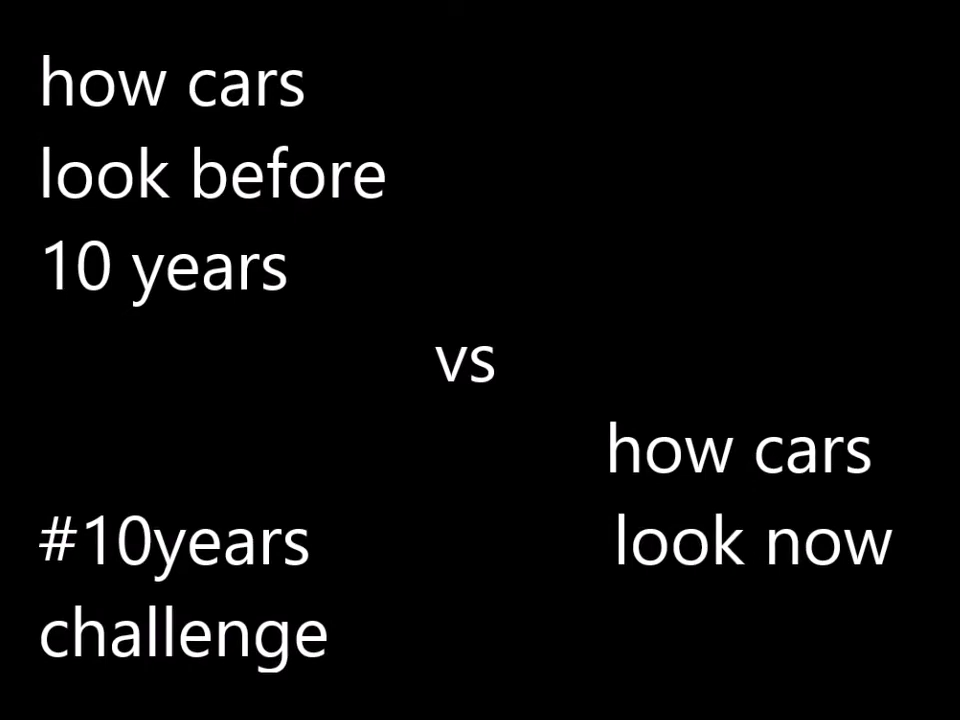 how cars
look before
10 years
vs
how cars
look now
#10years
challenge